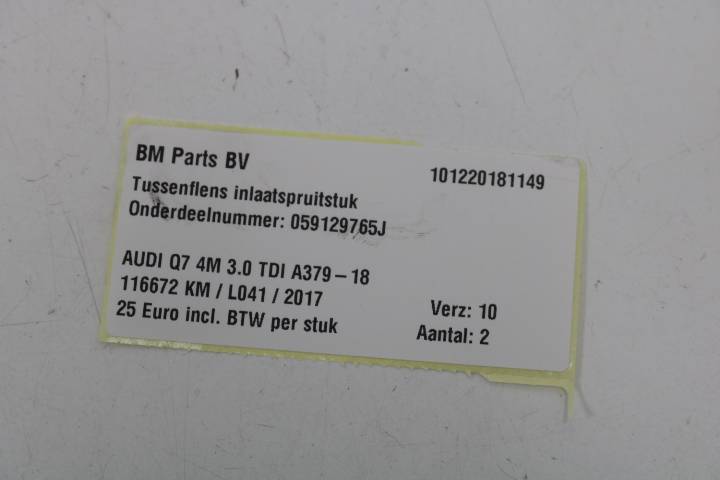 BM Parts BV
101220181149
Tussenflens inlaatspruitstuk
Onderdeelnummer: 059129765J
AUDI Q7 4M 3.0 TDI A379-18
116672 KM / L041 / 2017
Verz: 10
25 Euro incl. BTW per stuk
Aantal: 2